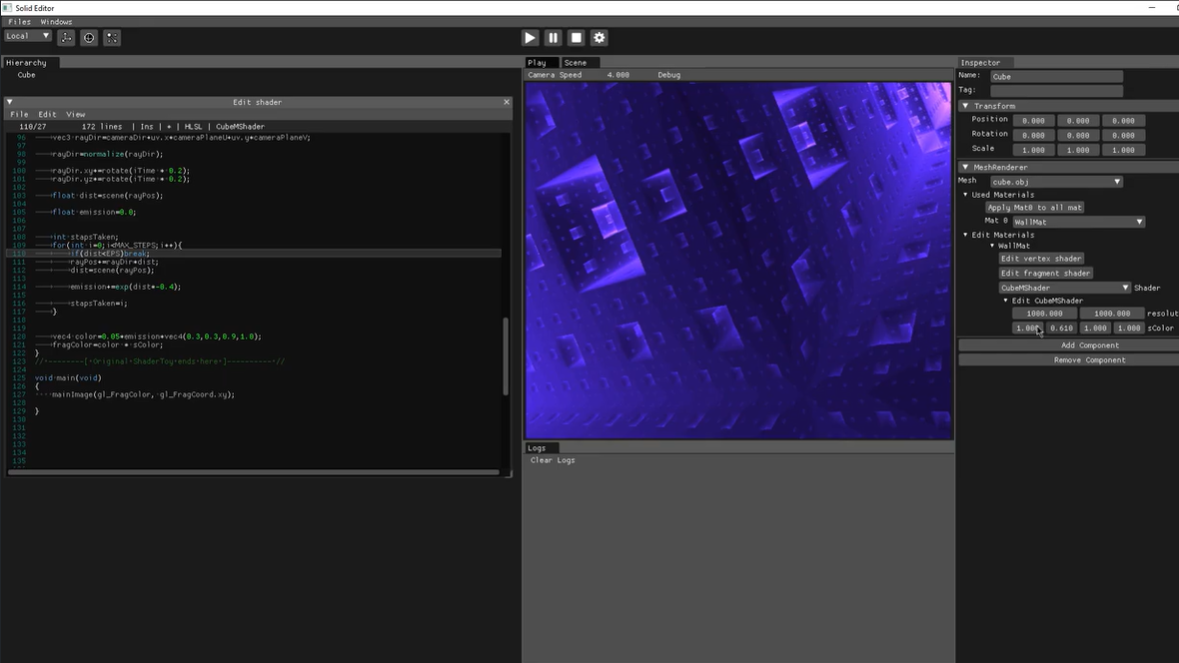 Solid Editor
Files Windows
Local
Hierarchy
Cube
Edit shader
File Edit View
110/27 172 lines | Ins | * | HLSL | CubeMShader
96 vec3 rayDir=cameraDir+uv.x*cameraPlaneU+uv.y*cameraPlaneV;
97
98 rayDir=normalize(rayDir);
99
100 rayDir.xy*=rotate(iTime * 0.2);
101 rayDir.yz*=rotate(iTime * 0.2);
102
103 float dist=scene(rayPos);
104
105 float emission=0.0;
106
107
108 int stapsTaken;
109 for(int i=0;i<MAX_STEPS;i++){
110 if(dist<EPS)break;
111 rayPos+=rayDir*dist;
112 dist=scene(rayPos);
113
114 emission+=exp(dist*-0.4);
115
116 stapsTaken=i;
117 }
118
119
120 vec4 color=0.05*emission*vec4(0.3,0.3,0.9,1.0);
121 fragColor=color * sColor;
122 }
123 //--------[ Original ShaderToy ends here ]----------//
124
125 void main(void)
126 {
127 mainImage(gl_FragColor, gl_FragCoord.xy);
128
129 }
130
131
132
133
134
135
Play Scene
Camera Speed 4.000 Debug
Logs
Clear Logs
Inspector
Name: Cube
Tag:
Transform
Position 0.000 0.000 0.000
Rotation 0.000 0.000 0.000
Scale 1.000 1.000 1.000
MeshRenderer
Mesh cube.obj
Used Materials
Apply Mat0 to all mat
Mat 0 WallMat
Edit Materials
WallMat
Edit vertex shader
Edit fragment shader
CubeMShader Shader
Edit CubeMShader
1000.000 1000.000 resolut
1.000 0.610 1.000 1.000 sColor
Add Component
Remove Component